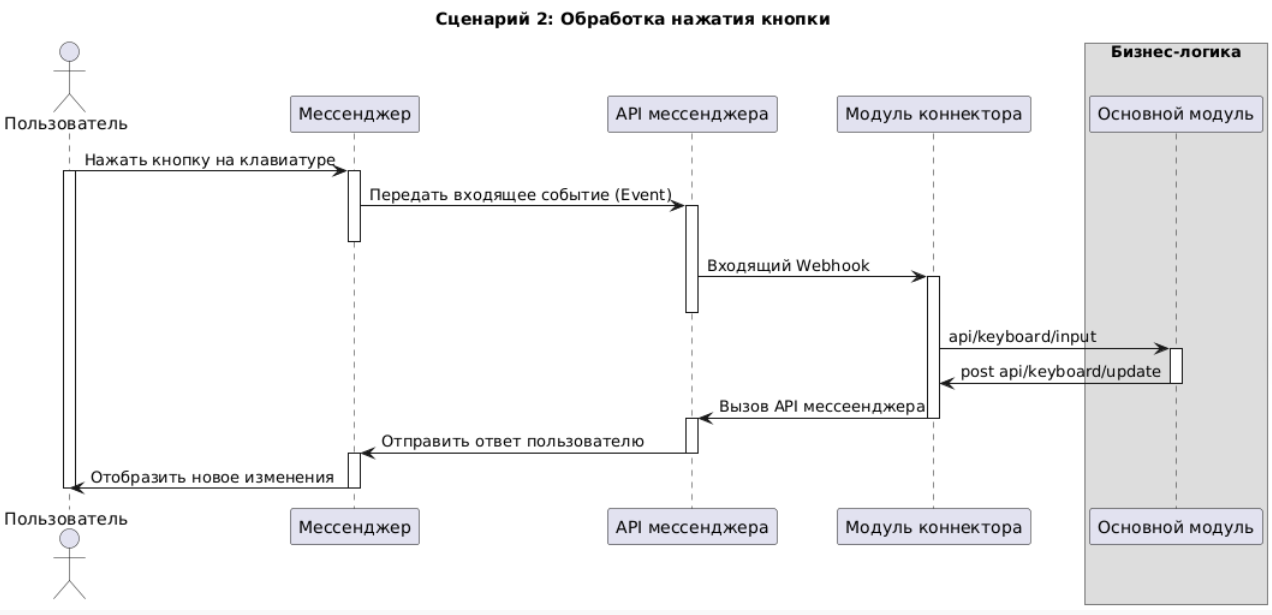 Сценарий 2: Обработка нажатия кнопки
Бизнес-логика
Пользователь
Мессенджер
API мессенджера
Модуль коннектора
Основной модуль
Нажать кнопку на клавиатуре
Передать входящее событие (Event)
Входящий Webhook
api/keyboard/input
post api/keyboard/update
Вызов API мессеенджера
Отправить ответ пользователю
Отобразить новое изменения
Пользователь
Мессенджер
API мессенджера
Модуль коннектора
Основной модуль